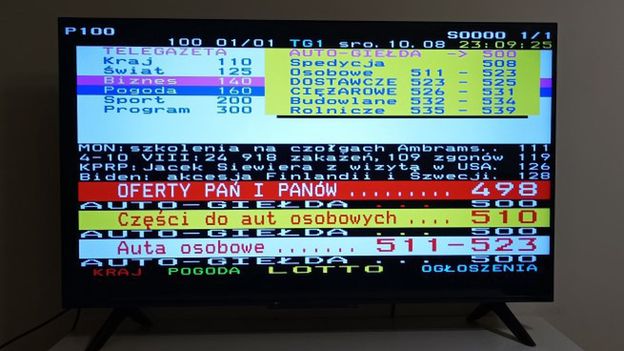 P100 S0000 1/1
100 01/01 TG1 sro.10.08 23:09:25
TELEGAZETA AUTO-GIEŁDA -> 500
Kraj 110 Spedycja 508
Świat 125 Osobowe 511 - 523
Biznes 140 DOSTAWCZE 523 - 525
Pogoda 160 CIĘŻAROWE 526 - 531
Sport 200 Budowlane 532 - 534
Program 300 Rolnicze 535 - 539
MON:szkolenia na czołgach Ambrams.. 111
4-10 VIII:24 918 zakażeń,109 zgonów 119
KPRP:Jacek Siewiera z wizytą w USA. 126
Biden: akcesja Finlandii i Szwecji. 128
OFERTY PAŃ I PANÓW ......... 498
AUTO-GIEŁDA ... 500
Części do aut osobowych .... 510
AUTO-GIEŁDA ... 500
Auta osobowe ....... 511-523
AUTO-GIEŁDA ... 500
KRAJ POGODA LOTTO OGŁOSZENIA